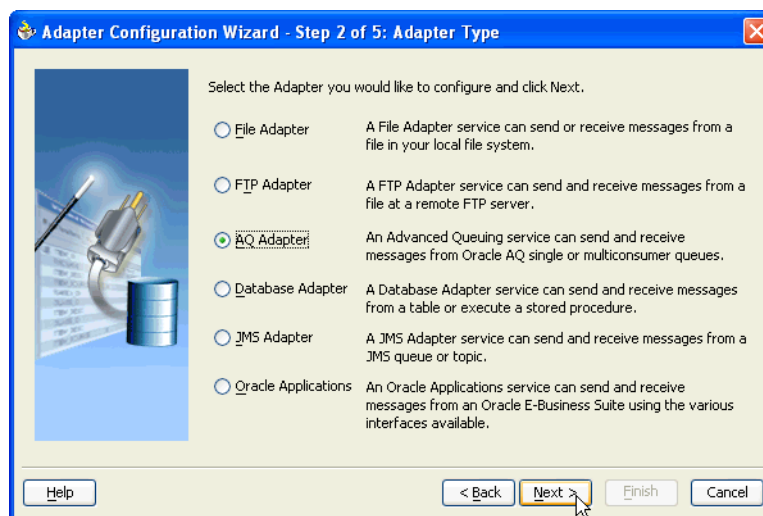 Adapter Configuration Wizard - Step 2 of 5: Adapter Type
Select the Adapter you would like to configure and click Next.
File Adapter
A File Adapter service can send or receive messages from a
file in your local file system.
FTP Adapter
A FTP Adapter service can send and receive messages from a
file at a remote FTP server.
AQ Adapter
An Advanced Queuing service can send and receive
messages from Oracle AQ single or multiconsumer queues.
Database Adapter
A Database Adapter service can send and receive messages
from a table or execute a stored procedure.
JMS Adapter
A JMS Adapter service can send and receive messages from a
JMS queue or topic.
Oracle Applications
An Oracle Applications service can send and receive
messages from an Oracle E-Business Suite using the various
interfaces available.
Help
< Back
Next >
Finish
Cancel